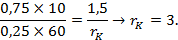 0,75 × 10 / 0,25 × 60 = 1,5 / r_K → r_K = 3.